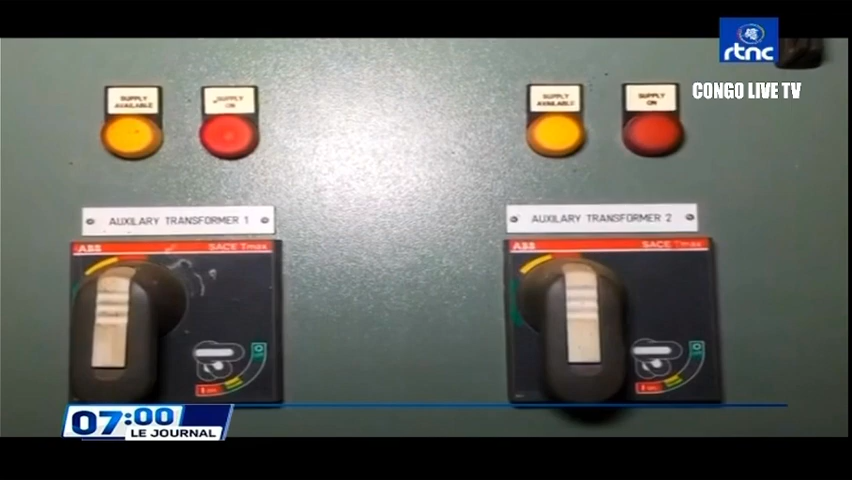 rtnc
CONGO LIVE TV
SUPPLY
AVAILABLE
SUPPLY
ON
SUPPLY
AVAILABLE
SUPPLY
ON
AUXILARY TRANSFORMER 1
AUXILARY TRANSFORMER 2
ABB SACE Tmax
ABB SACE Tmax
07:00
LE JOURNAL